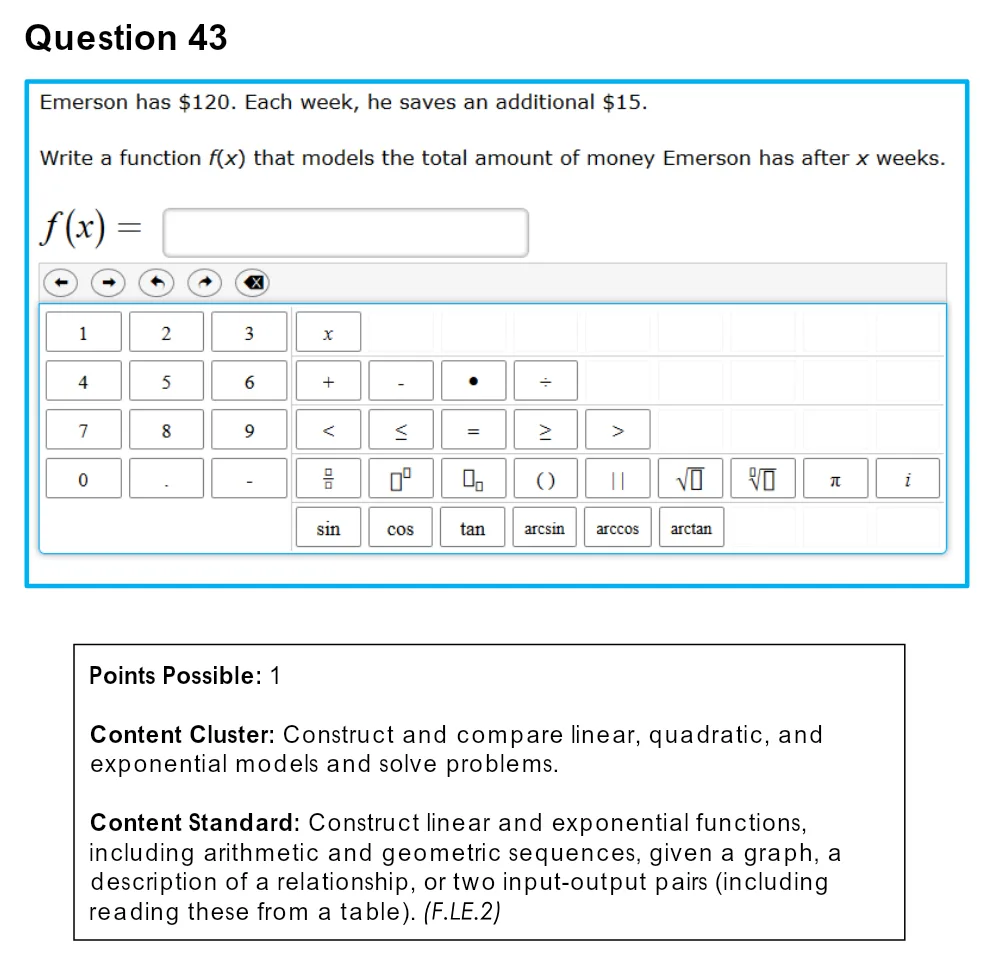 Question 43
Emerson has $120. Each week, he saves an additional $15.
Write a function f(x) that models the total amount of money Emerson has after x weeks.
f(x) =
← → ↶ ↷ ⌫
1 2 3 x
4 5 6 + - • ÷
7 8 9 < ≤ = ≥ >
0 . - □/□ □^□ □_□ ( ) | | √□ □√□ π i
sin cos tan arcsin arccos arctan
Points Possible: 1
Content Cluster: Construct and compare linear, quadratic, and
exponential models and solve problems.
Content Standard: Construct linear and exponential functions,
including arithmetic and geometric sequences, given a graph, a
description of a relationship, or two input-output pairs (including
reading these from a table). (F.LE.2)